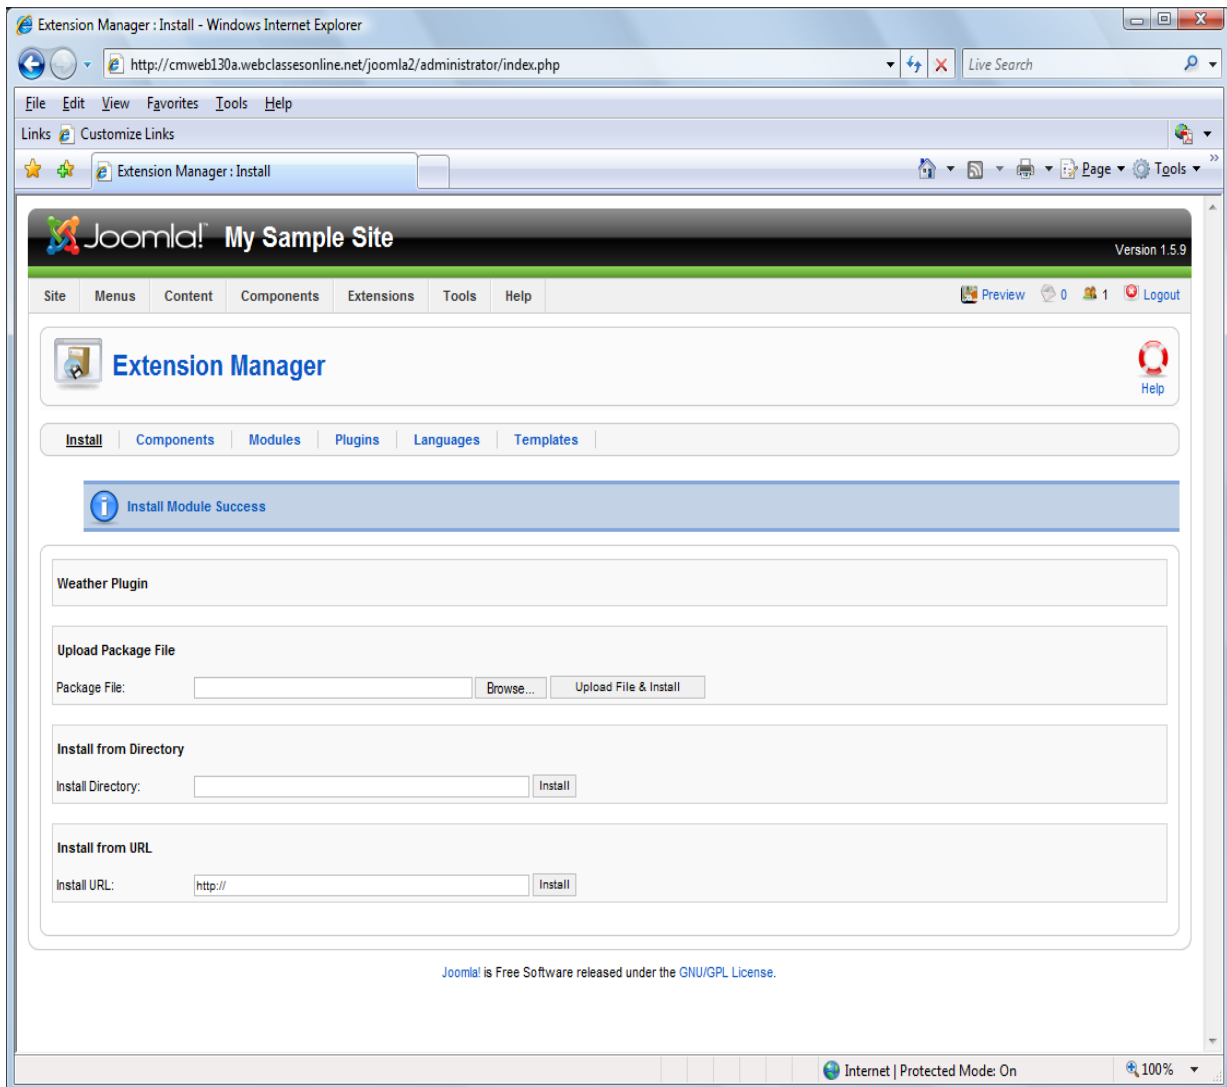 Extension Manager : Install - Windows Internet Explorer
http://cmweb130a.webclassesonline.net/joomla2/administrator/index.php
Live Search
File Edit View Favorites Tools Help
Links Customize Links
Extension Manager : Install
Page Tools
Joomla!™ My Sample Site
Version 1.5.9
Site Menus Content Components Extensions Tools Help
Preview 0 1 Logout
Extension Manager
Help
Install Components Modules Plugins Languages Templates
Install Module Success
Weather Plugin
Upload Package File
Package File: Browse... Upload File & Install
Install from Directory
Install Directory: Install
Install from URL
Install URL: http:// Install
Joomla! is Free Software released under the GNU/GPL License.
Internet | Protected Mode: On 100%